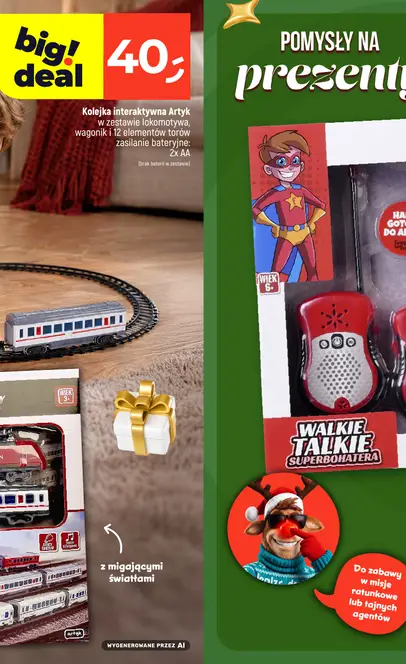 big!
deal
40,-
Kolejka interaktywna Artyk
w zestawie lokomotywa,
wagonik i 12 elementów torów
zasilanie bateryjne:
2x AA
(brak baterii w zestawie)
WIEK
3+
z migającymi
światłami
artyk
WYGENEROWANE PRZEZ AI
POMYSŁY NA
prezenty
WIEK
6+
WALKIE
TALKIE
SUPERBOHATERA
Do zabawy
w misje
ratunkowe
lub tajnych
agentów